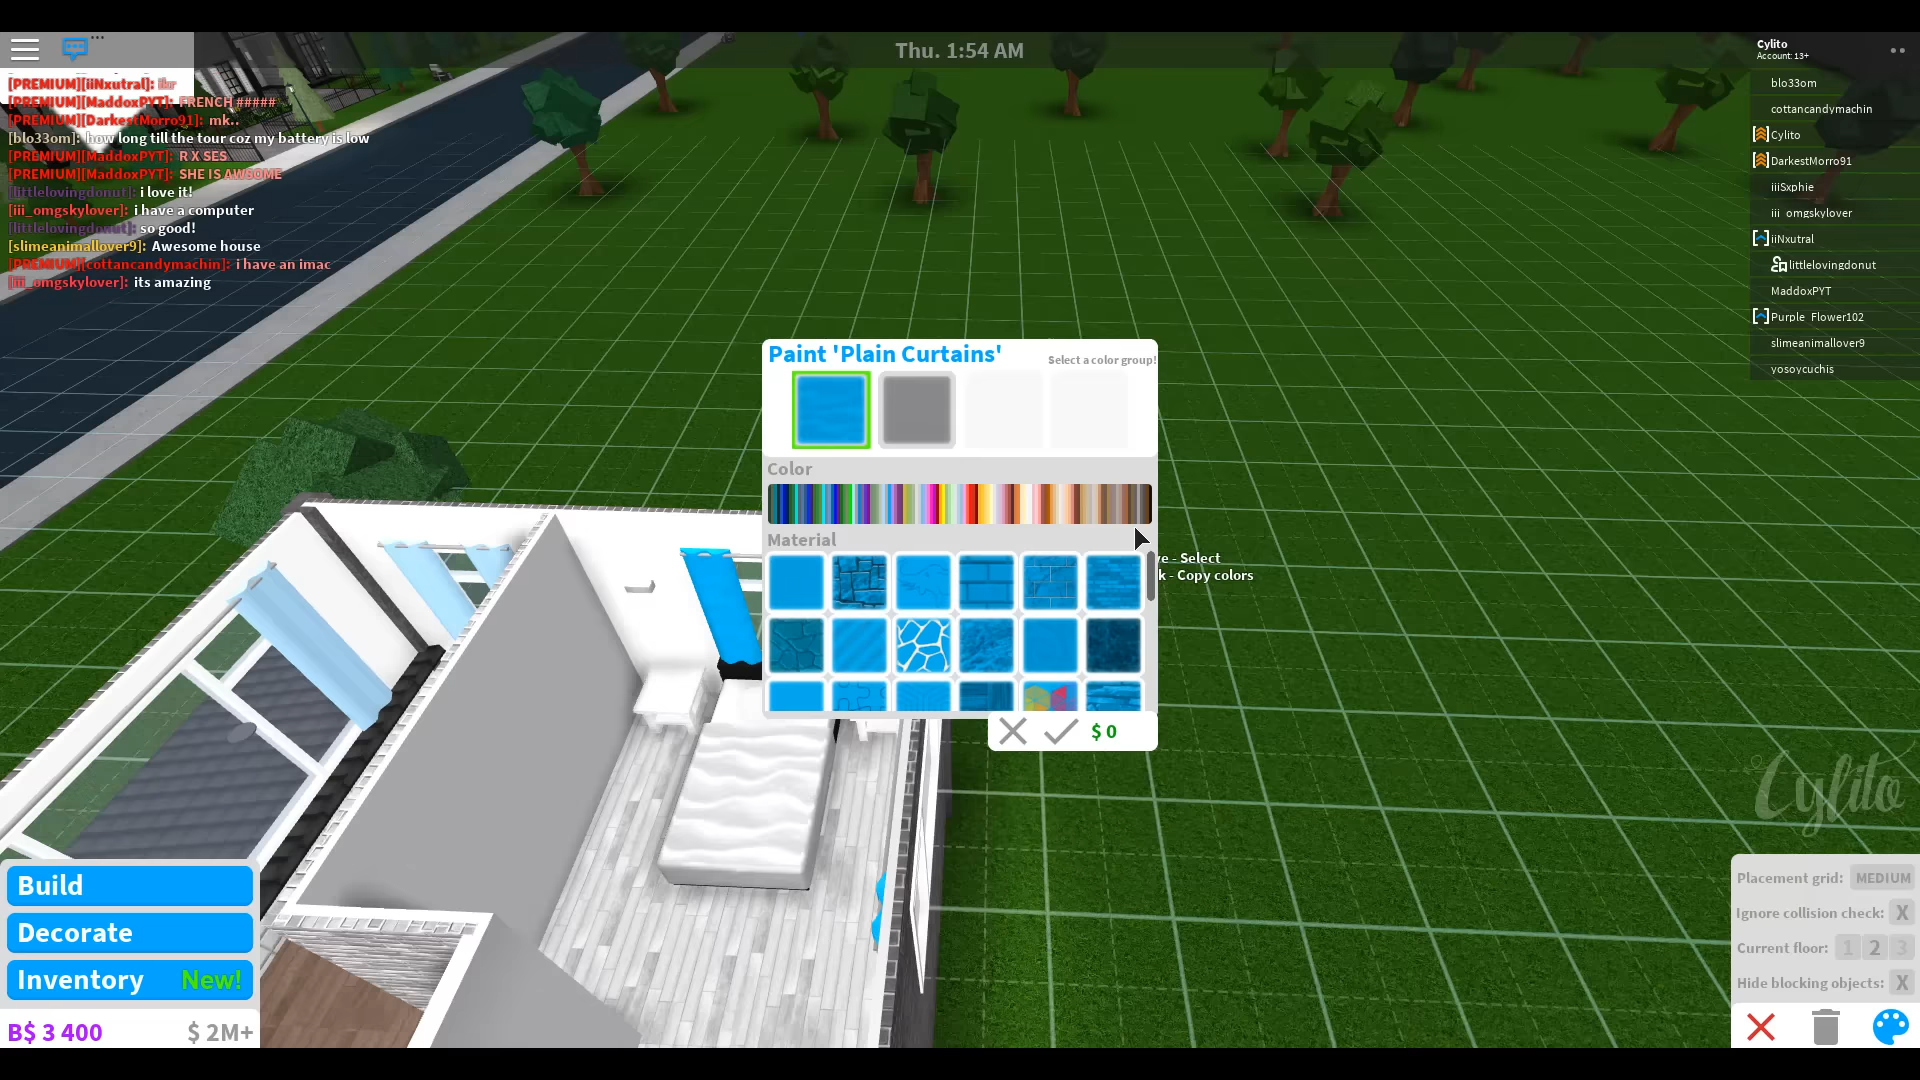 Thu. 1:54 AM
Cylito
Account: 13+
[PREMIUM][iiNxutral]:
[PREMIUM][MaddoxPYT]: FRENCH #####
[PREMIUM][DarkestMorro91]: mk..
[blo33om]: how long till the tour coz my battery is low
[PREMIUM][MaddoxPYT]: R X SES
[PREMIUM][MaddoxPYT]: SHE IS AWSOME
[littlelovingdonut]: i love it!
[iii_omgskylover]: i have a computer
[littlelovingdonut]: so good!
[slimeanimallover9]: Awesome house
[PREMIUM][cottancandymachin]: i have an imac
[iii_omgskylover]: its amazing
blo33om
cottancandymachin
Cylito
DarkestMorro91
iiiSxphie
iii_omgskylover
iiNxutral
littlelovingdonut
MaddoxPYT
Purple_Flower102
slimeanimallover9
yosoycuchis
Paint 'Plain Curtains'
Select a color group!
Color
Material
ve - Select
k - Copy colors
$ 0
Cylito
Build
Decorate
Inventory New!
B$ 3 400
$ 2M+
Placement grid: MEDIUM
Ignore collision check: X
Current floor: 1 2 3
Hide blocking objects: X